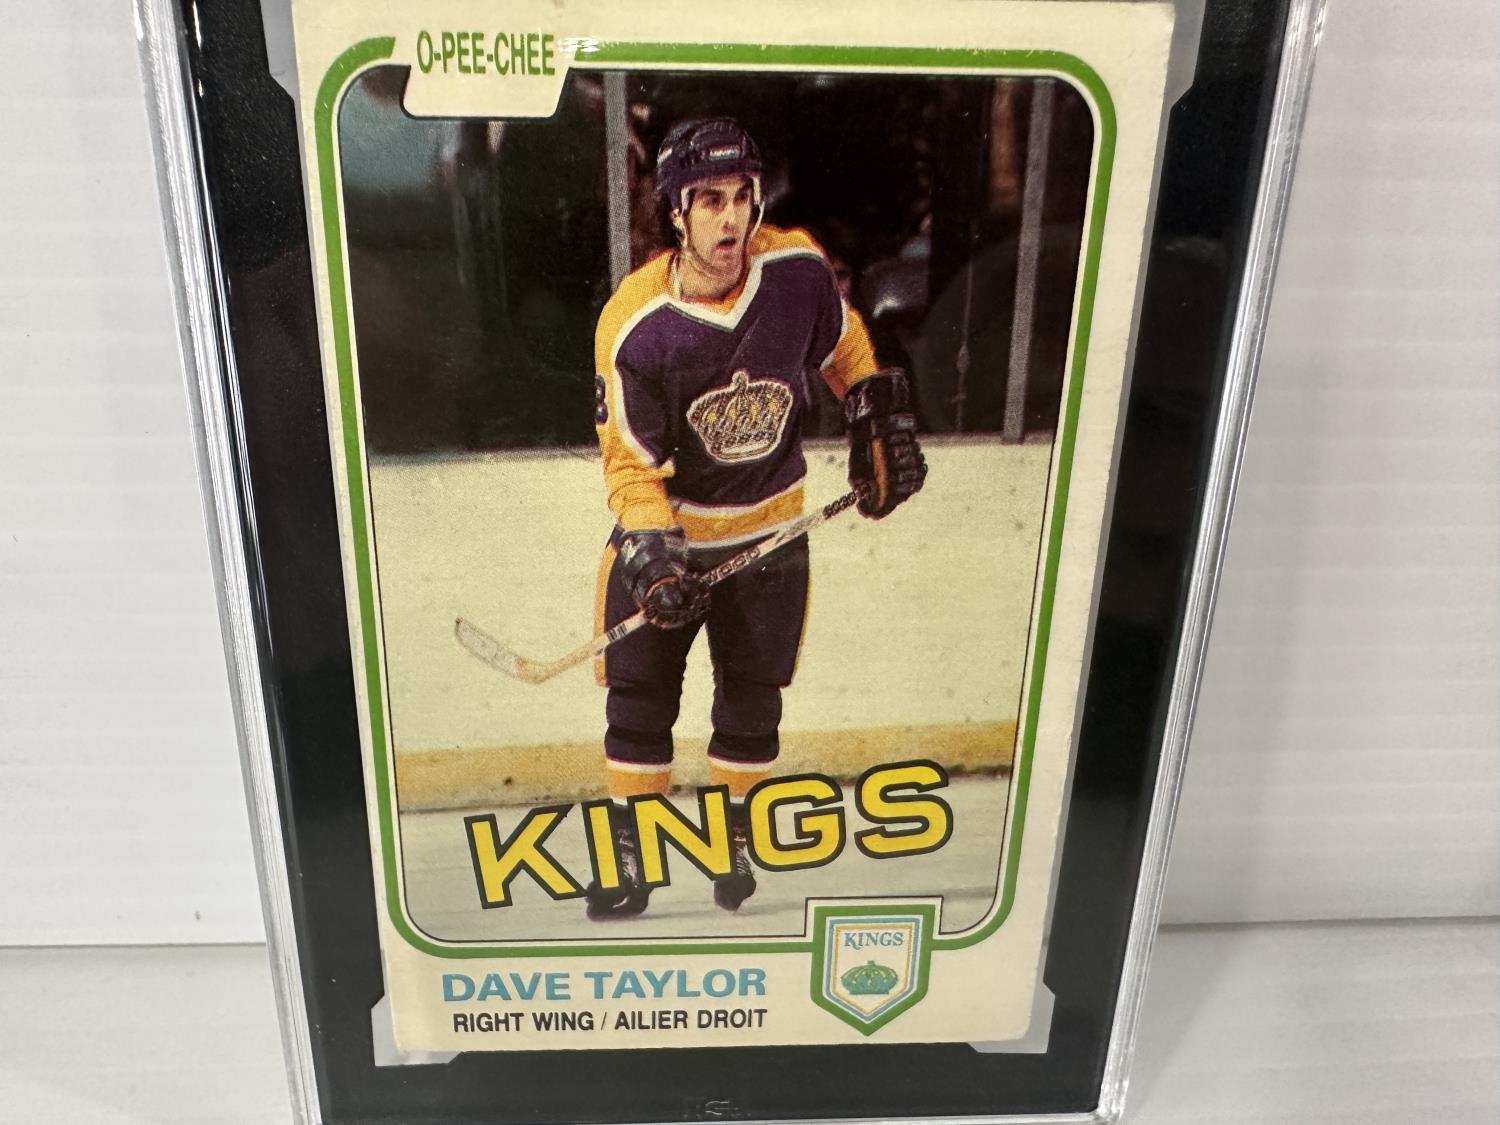 O-PEE-CHEE
KINGS
KINGS
DAVE TAYLOR
RIGHT WING / AILIER DROIT